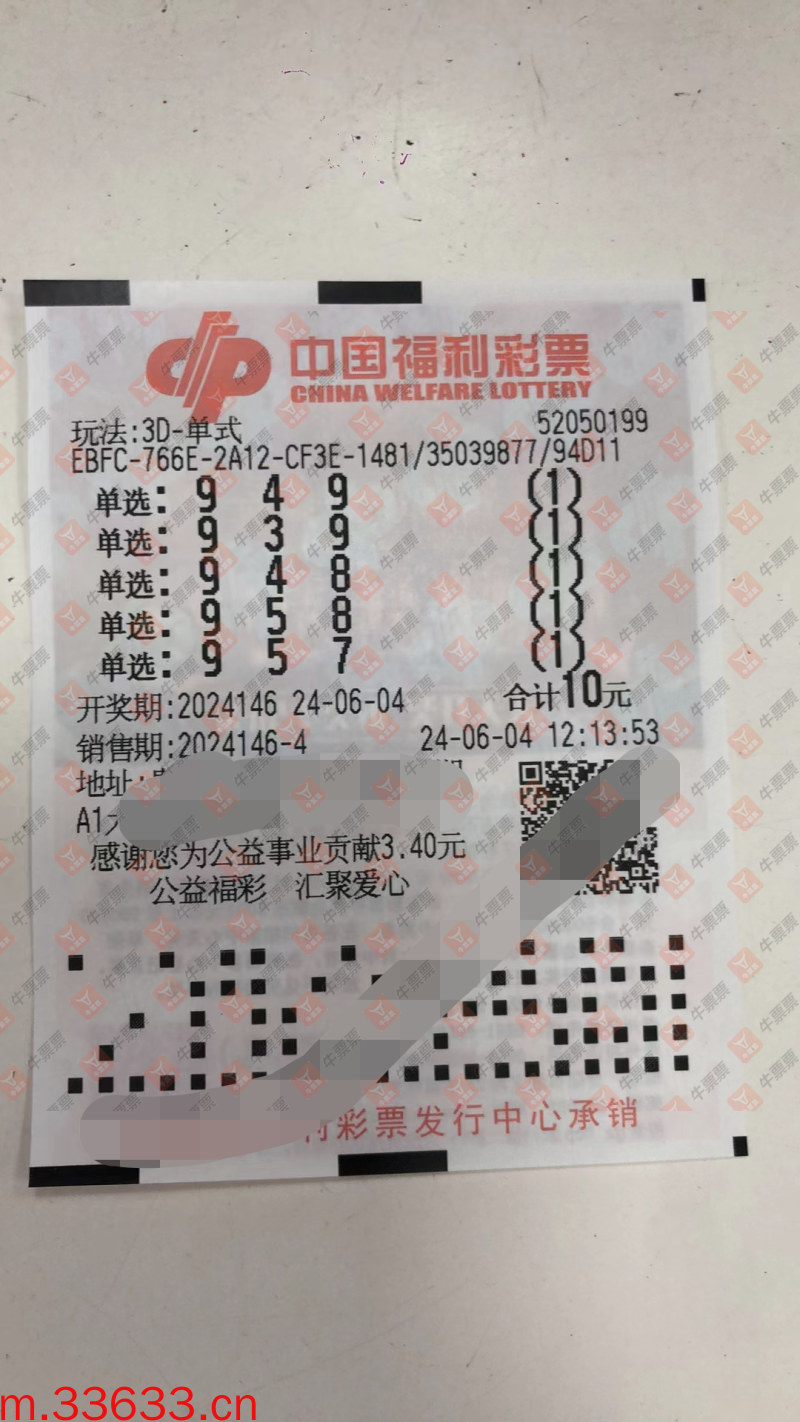 中国福利彩票
CHINA WELFARE LOTTERY
玩法:3D-单式 52050199
EBFC-766E-2A12-CF3E-1481/35039877/94D11
单选: 9 4 9 (1)
单选: 9 3 9 (1)
单选: 9 4 8 (1)
单选: 9 5 8 (1)
单选: 9 5 7 (1)
开奖期:2024146 24-06-04 合计10元
销售期:2024146-4 24-06-04 12:13:53
地址:
A1
感谢您为公益事业贡献3.40元
公益福彩 汇聚爱心
彩票发行中心承销
牛票票
m.33633.cn